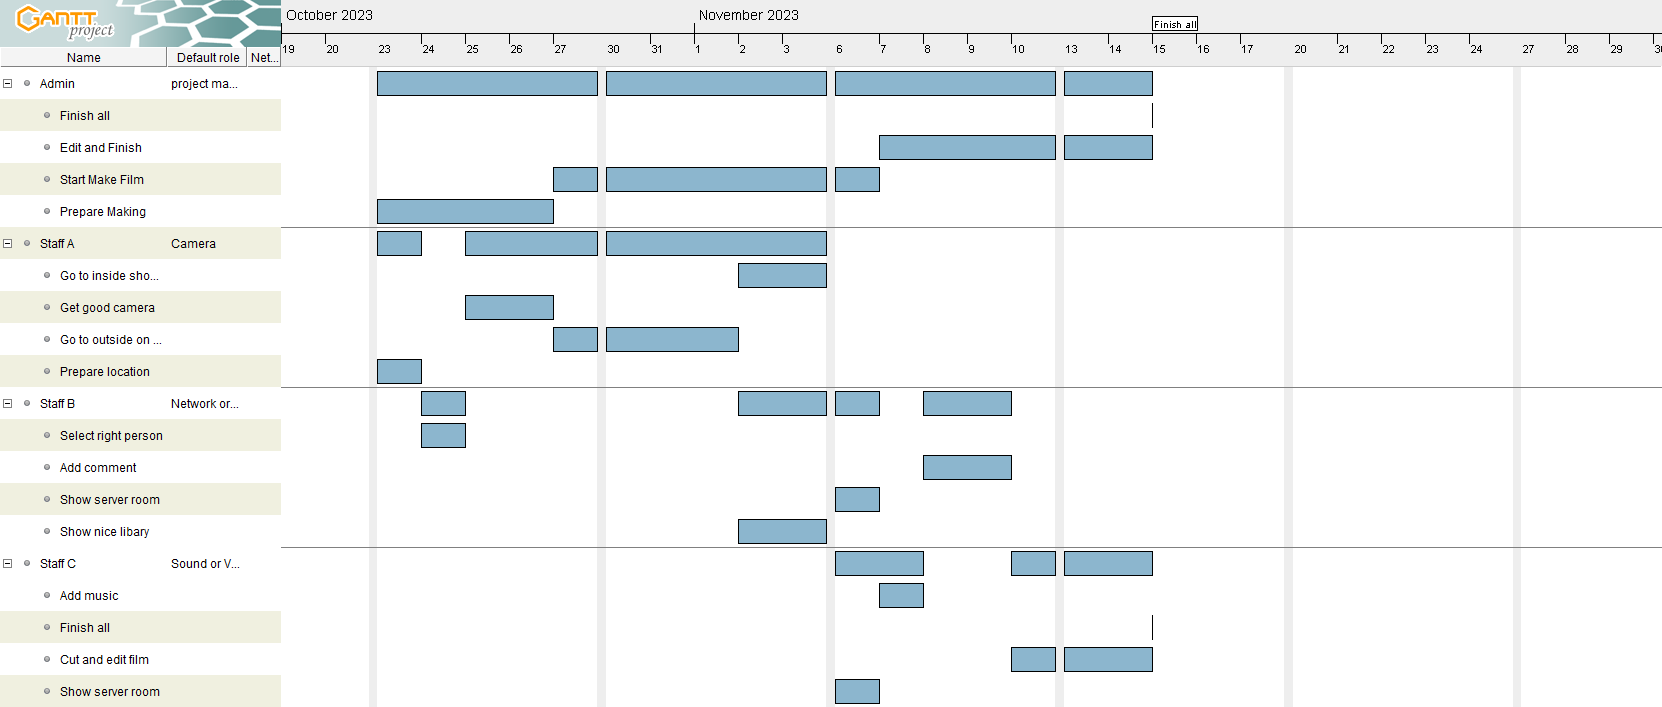 GANTT
project
October 2023
November 2023
Finish all
19 20 23 24 25 26 27 30 31 1 2 3 6 7 8 9 10 13 14 15 16 17 20 21 22 23 24 27 28 29
Name Default role Net...
Admin project ma...
Finish all
Edit and Finish
Start Make Film
Prepare Making
Staff A Camera
Go to inside sho...
Get good camera
Go to outside on ...
Prepare location
Staff B Network or...
Select right person
Add comment
Show server room
Show nice libary
Staff C Sound or V...
Add music
Finish all
Cut and edit film
Show server room